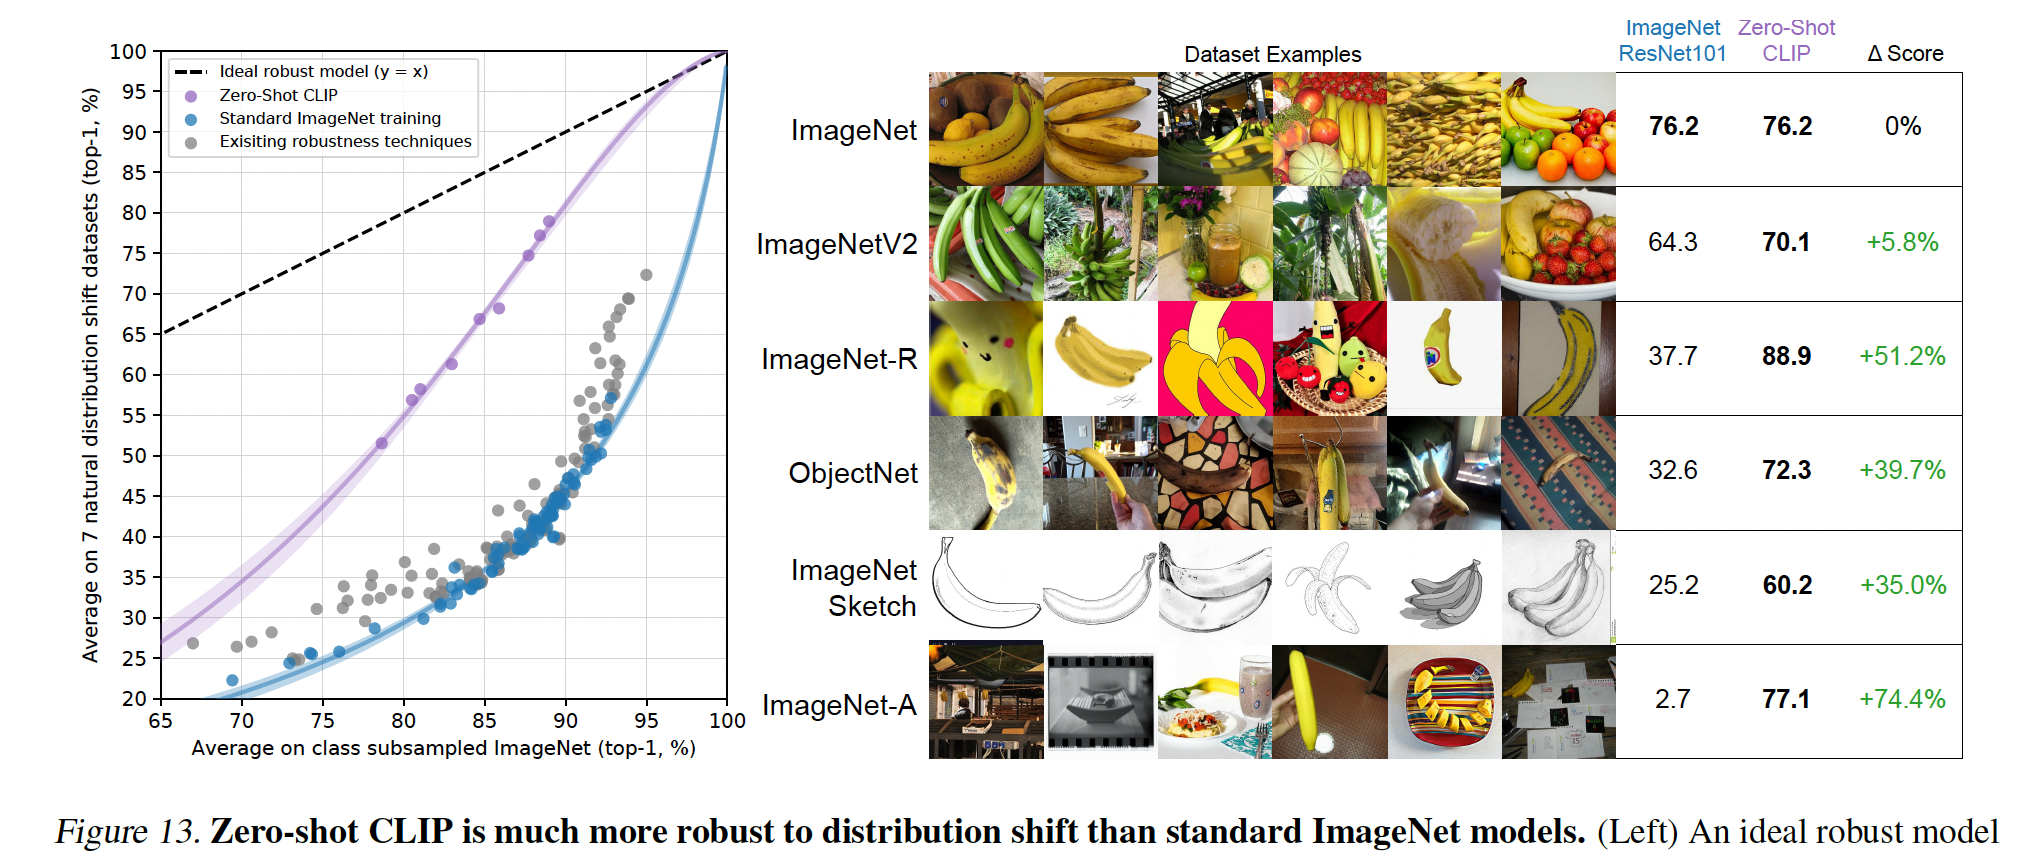 100
95
90
85
80
75
70
65
60
55
50
45
40
35
30
25
20
65 70 75 80 85 90 95 100
Average on 7 natural distribution shift datasets (top-1, %)
Average on class subsampled ImageNet (top-1, %)
Ideal robust model (y = x)
Zero-Shot CLIP
Standard ImageNet training
Exisiting robustness techniques
Dataset Examples
ImageNet
ResNet101
Zero-Shot
CLIP
Δ Score
ImageNet 76.2 76.2 0%
ImageNetV2 64.3 70.1 +5.8%
ImageNet-R 37.7 88.9 +51.2%
ObjectNet 32.6 72.3 +39.7%
ImageNet
Sketch 25.2 60.2 +35.0%
ImageNet-A 2.7 77.1 +74.4%
Figure 13. Zero-shot CLIP is much more robust to distribution shift than standard ImageNet models. (Left) An ideal robust model